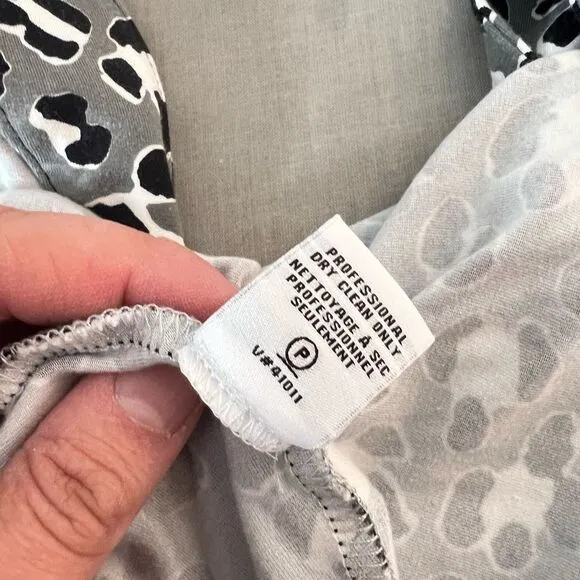 PROFESSIONAL
DRY CLEAN ONLY
NETTOYAGE À SEC
PROFESSIONNEL
SEULEMENT
P
V#41011